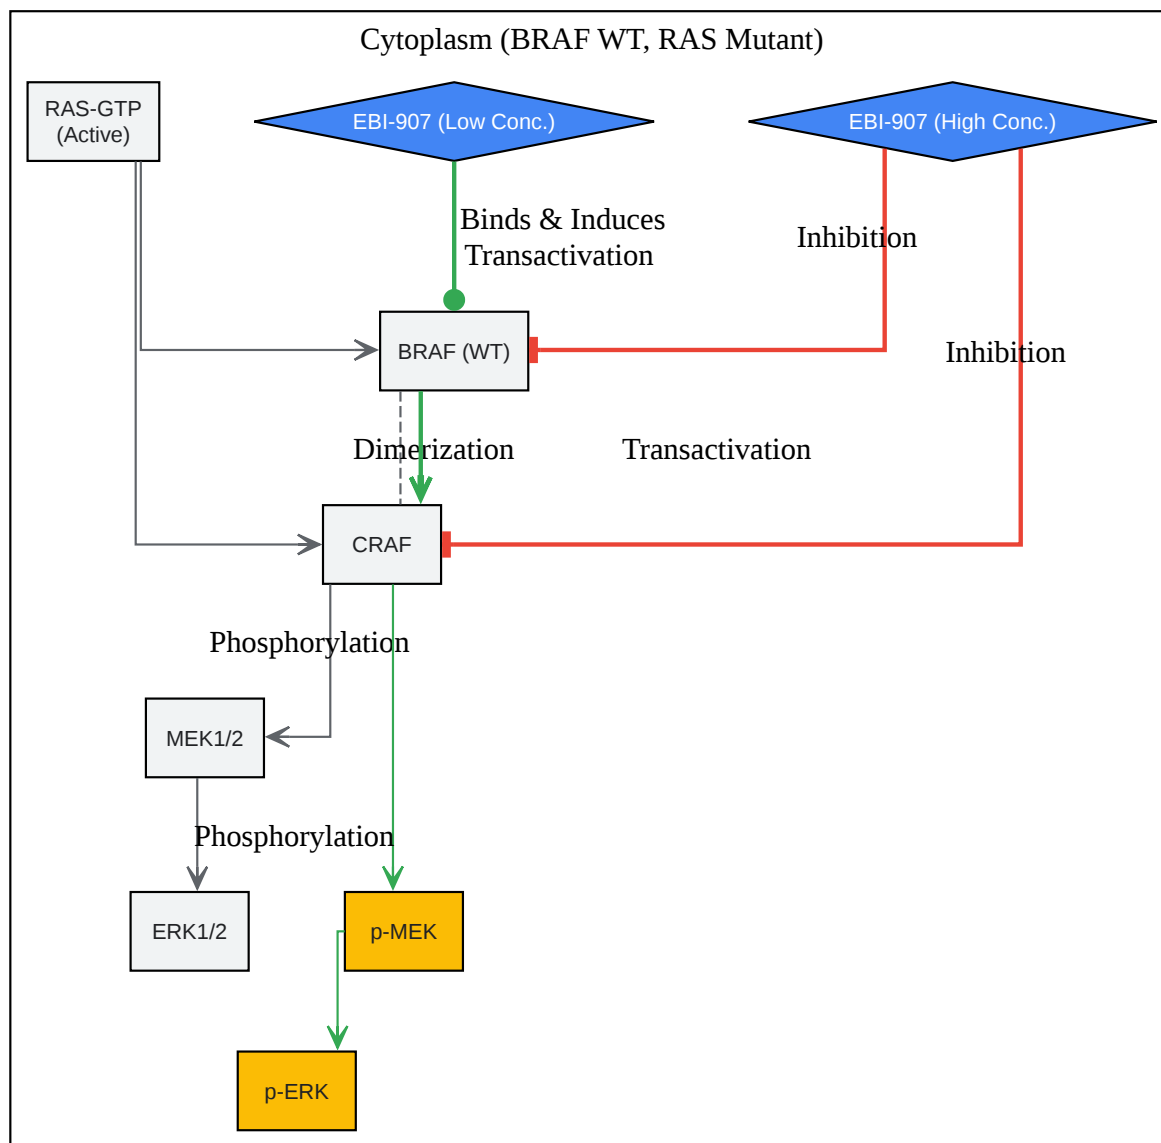 Cytoplasm (BRAF WT, RAS Mutant)
RAS-GTP
(Active)
EBI-907 (Low Conc.)
EBI-907 (High Conc.)
Binds & Induces
Transactivation
Inhibition
BRAF (WT)
Inhibition
Dimerization
Transactivation
CRAF
Phosphorylation
MEK1/2
Phosphorylation
ERK1/2
p-MEK
p-ERK